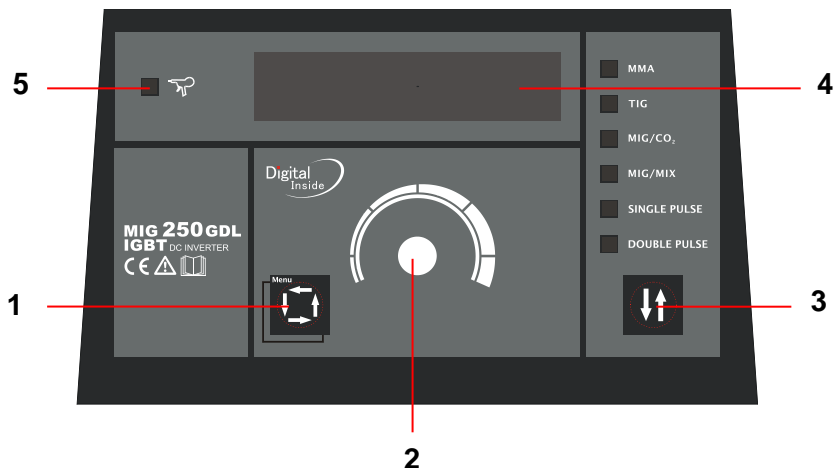 5
4
MMA
TIG
MIG/CO₂
MIG/MIX
SINGLE PULSE
DOUBLE PULSE
Digital
Inside
MIG 250 GDL
IGBT DC INVERTER
CE
Menu
1
3
2